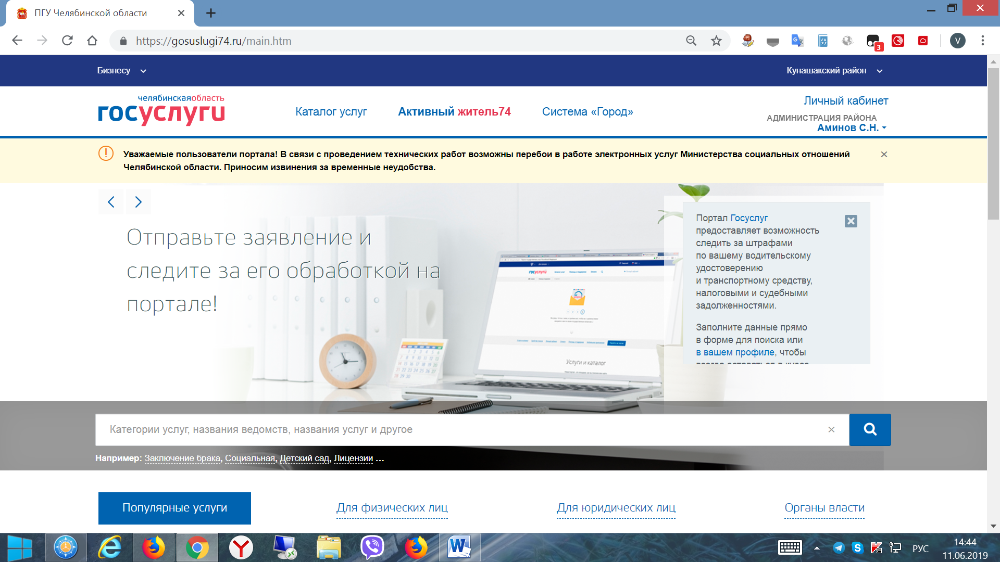 ПГУ Челябинской области
https://gosuslugi74.ru/main.htm
3
V
Бизнесу
Кунашакский район
челябинскаяобласть
госуслуги
Каталог услуг
Активный житель74
Система «Город»
Личный кабинет
АДМИНИСТРАЦИЯ РАЙОНА
Аминов С.Н.
Уважаемые пользователи портала! В связи с проведением технических работ возможны перебои в работе электронных услуг Министерства социальных отношений
Челябинской области. Приносим извинения за временные неудобства.
Отправьте заявление и
следите за его обработкой на
портале!
госуслуги
Услуги и каталог
Портал Госуслуг
предоставляет возможность
следить за штрафами
по вашему водительскому
удостоверению
и транспортному средству,
налоговыми и судебными
задолженностями.
Заполните данные прямо
в форме для поиска или
в вашем профиле, чтобы
всегда оставаться в курсе
Категории услуг, названия ведомств, названия услуг и другое
Например: Заключение брака, Социальная, Детский сад, Лицензии ...
Популярные услуги
Для физических лиц
Для юридических лиц
Органы власти
РУС
14:44
11.06.2019